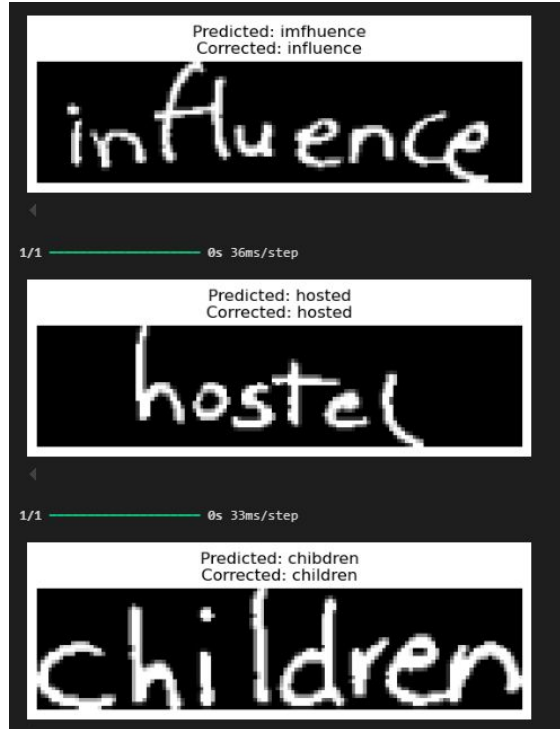 Predicted: imfhuence
Corrected: influence
influence
1/1 0s 36ms/step
Predicted: hosted
Corrected: hosted
hostel
1/1 0s 33ms/step
Predicted: chibdren
Corrected: children
children